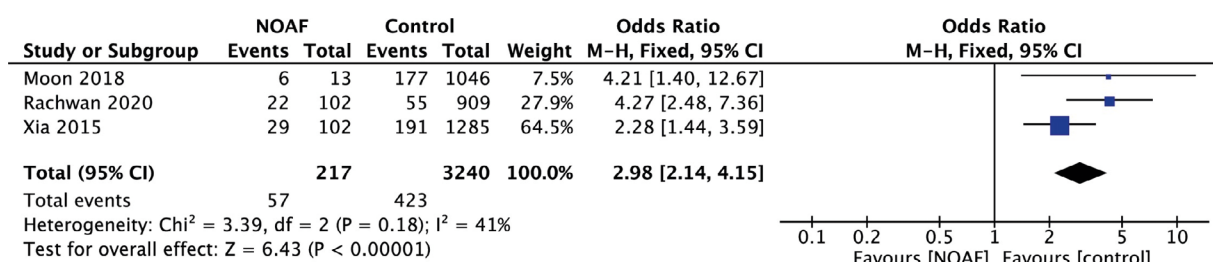 NOAF Control Odds Ratio Odds Ratio
Study or Subgroup Events Total Events Total Weight M-H, Fixed, 95% CI M-H, Fixed, 95% CI
Moon 2018 6 13 177 1046 7.5% 4.21 [1.40, 12.67]
Rachwan 2020 22 102 55 909 27.9% 4.27 [2.48, 7.36]
Xia 2015 29 102 191 1285 64.5% 2.28 [1.44, 3.59]
Total (95% CI) 217 3240 100.0% 2.98 [2.14, 4.15]
Total events 57 423
Heterogeneity: Chi² = 3.39, df = 2 (P = 0.18); I² = 41%
Test for overall effect: Z = 6.43 (P < 0.00001)
0.1 0.2 0.5 1 2 5 10
Favours [NOAF] Favours [control]